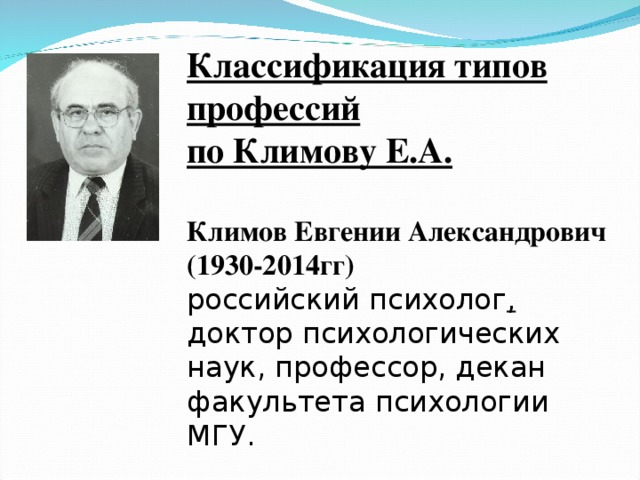 Классификация типов
профессий
по Климову Е.А.
Климов Евгении Александрович
(1930-2014гг)
российский психолог,
доктор психологических
наук, профессор, декан
факультета психологии
МГУ.